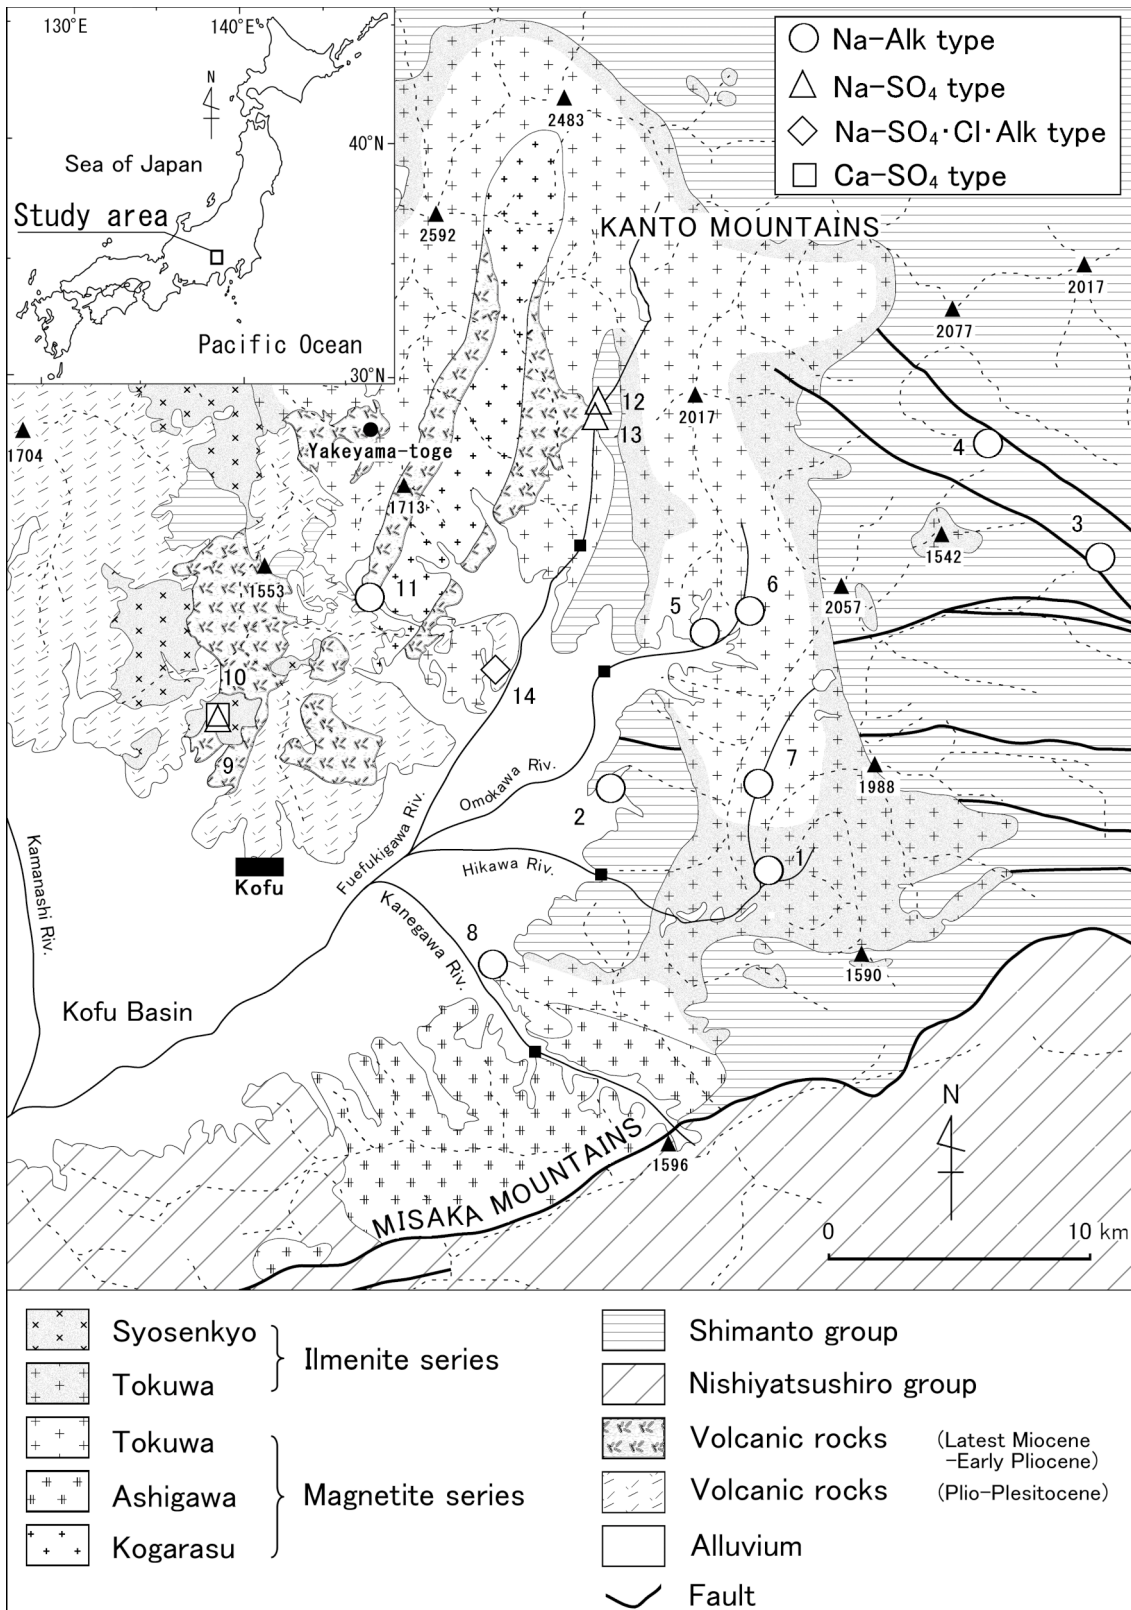 130°E
140°E
N
Sea of Japan
Study area
Pacific Ocean
40°N
30°N
Na-Alk type
Na-SO₄ type
Na-SO₄·Cl·Alk type
Ca-SO₄ type
2483
2592
KANTO MOUNTAINS
2017
2077
12
2017
13
1704
Yakeyama-toge
4
1713
3
1542
1553
11
5
6
2057
10
14
9
7
Omokawa Riv.
2
1988
Fuefukigawa Riv.
Kamanashi Riv.
Kofu
Hikawa Riv.
1
Kanegawa Riv.
8
1590
Kofu Basin
N
MISAKA MOUNTAINS
1596
0
10 km
Syosenkyo
Tokuwa
Ilmenite series
Tokuwa
Ashigawa
Kogarasu
Magnetite series
Shimanto group
Nishiyatsushiro group
Volcanic rocks
(Latest Miocene
-Early Pliocene)
Volcanic rocks
(Plio-Plesitocene)
Alluvium
Fault